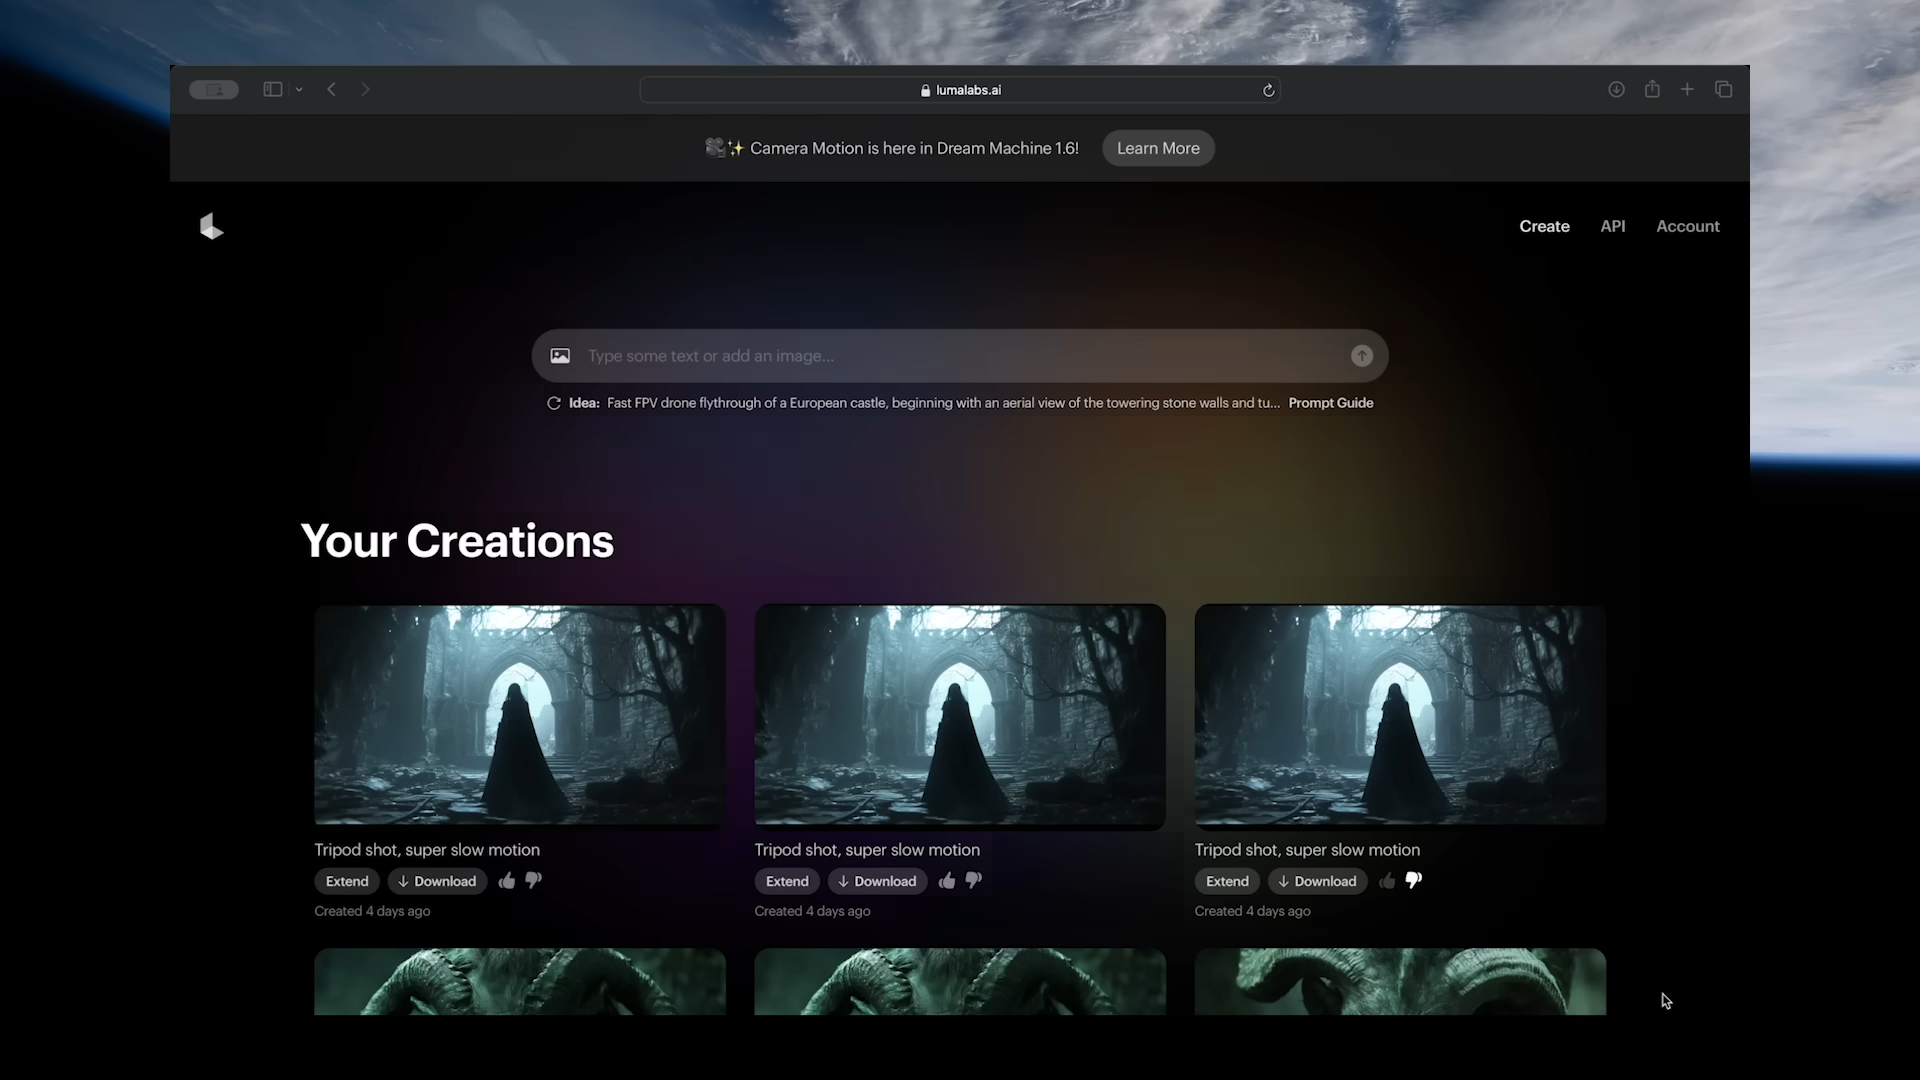 lumalabs.ai
Camera Motion is here in Dream Machine 1.6! Learn More
Create API Account
Type some text or add an image...
Idea: Fast FPV drone flythrough of a European castle, beginning with an aerial view of the towering stone walls and tu... Prompt Guide
Your Creations
Tripod shot, super slow motion Tripod shot, super slow motion Tripod shot, super slow motion
Extend Download Extend Download Extend Download
Created 4 days ago Created 4 days ago Created 4 days ago